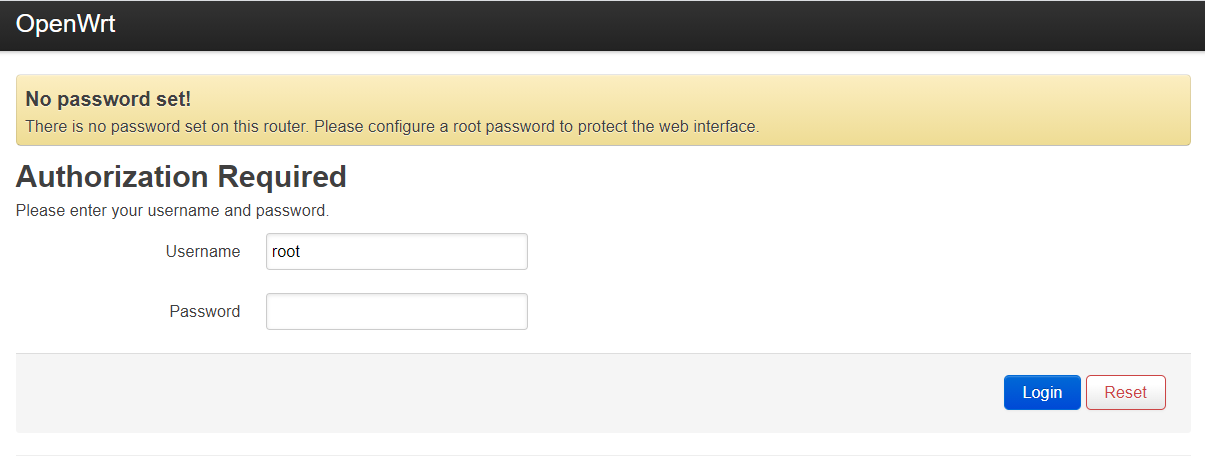 OpenWrt
No password set!
There is no password set on this router. Please configure a root password to protect the web interface.
Authorization Required
Please enter your username and password.
Username root
Password
Login Reset